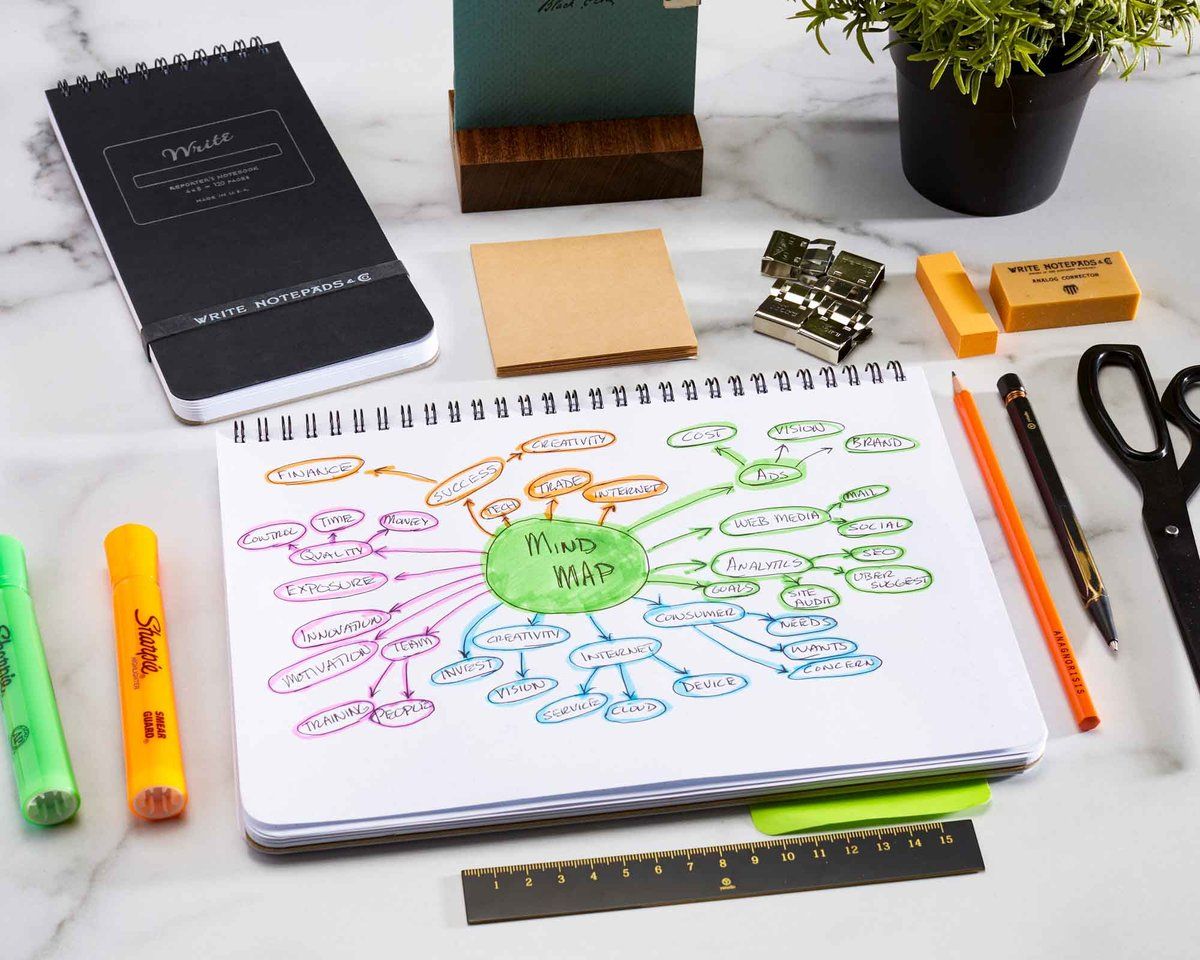 Write
REPORTER'S NOTEBOOK
4x8 - 120 PAGES
MADE IN U.S.A.
WRITE NOTEPADS & Co
WRITE NOTEPADS & Co
ANALOG CORRECTOR
CREATIVITY
FINANCE
SUCCESS
TECH
TRADE
INTERNET
COST
VISION
BRAND
ADS
CONTROL
TIME
MONEY
QUALITY
EXPOSURE
INNOVATION
MOTIVATION
TEAM
TRAINING
PEOPLE
MIND
MAP
WEB MEDIA
MAIL
SOCIAL
ANALYTICS
SEO
UBER
SUGGEST
GOALS
SITE
AUDIT
CONSUMER
NEEDS
WANTS
CONCERN
CREATIVITY
INVEST
VISION
INTERNET
SERVICE
CLOUD
DEVICE
Sharpie
Sharpie
HIGHLIGHTER
SMEAR
GUARD
ANAGNORISIS
1 2 3 4 5 6 7 8 9 10 11 12 13 14 15